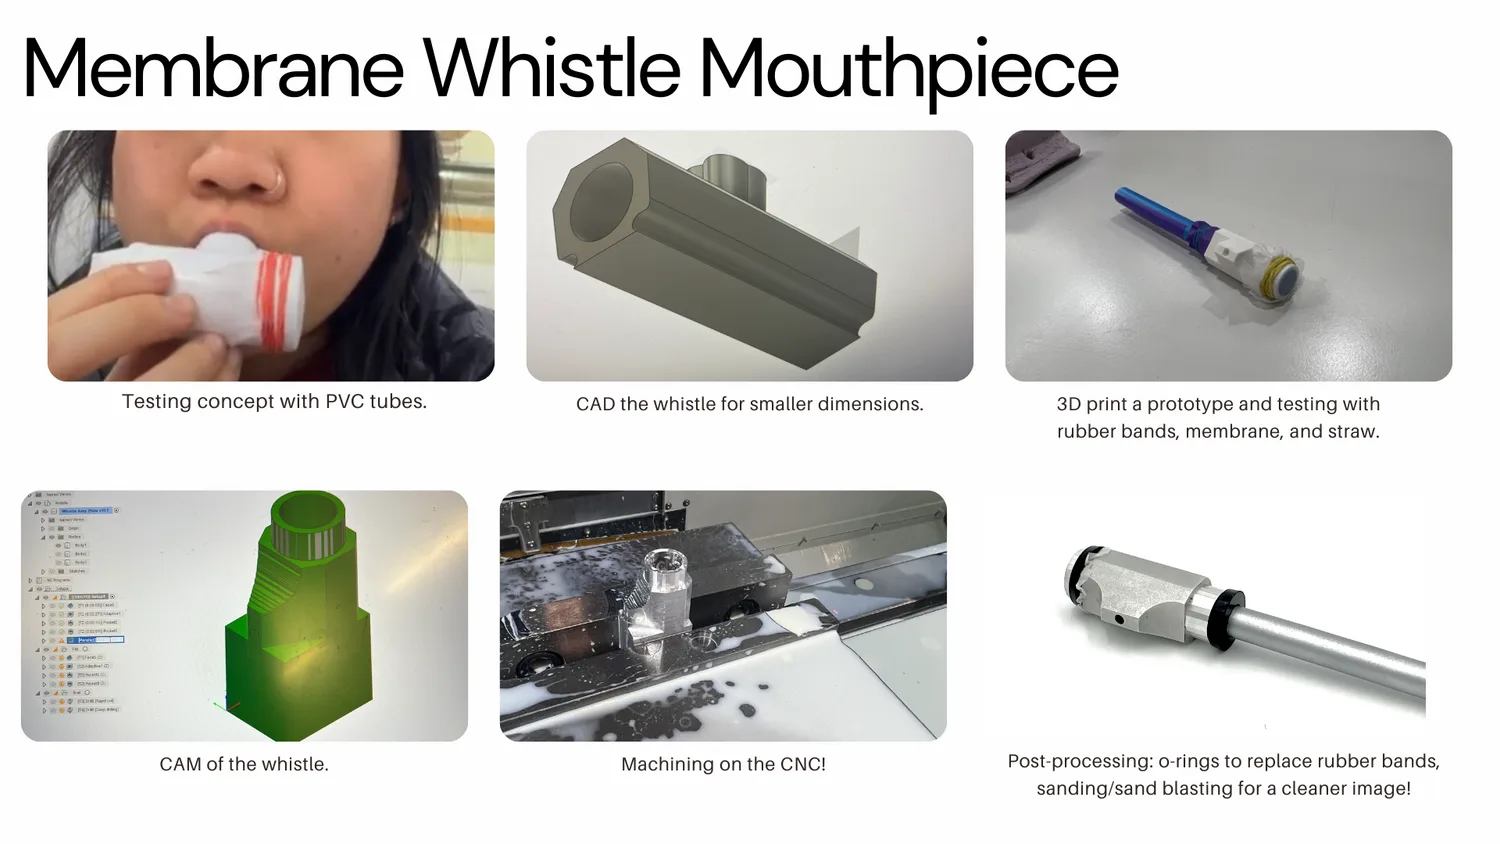 Membrane Whistle Mouthpiece
Testing concept with PVC tubes.
CAD the whistle for smaller dimensions.
3D print a prototype and testing with
rubber bands, membrane, and straw.
CAM of the whistle.
Machining on the CNC!
Post-processing: o-rings to replace rubber bands,
sanding/sand blasting for a cleaner image!